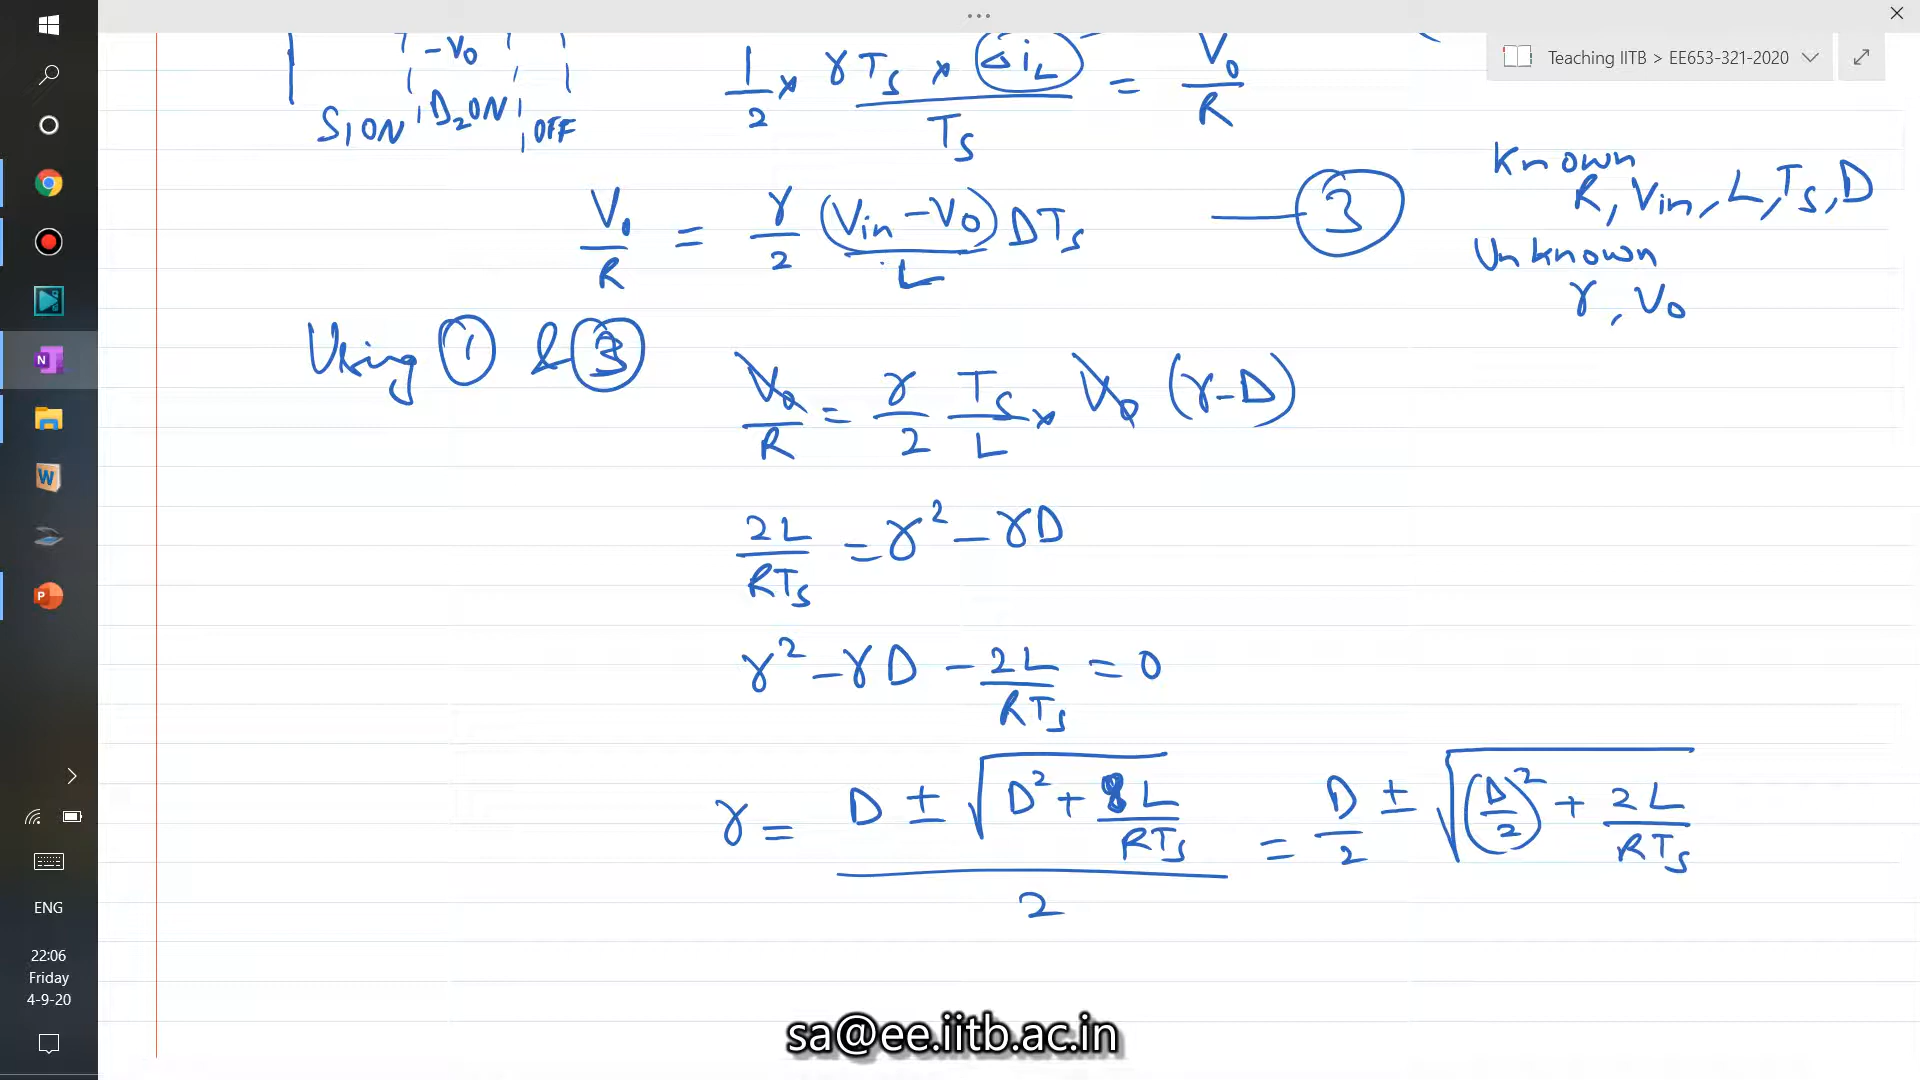 Teaching IITB > EE653-321-2020
-V₀
S₁ON D₂ON OFF
1/2 × γTₛ × (Δi_L) / Tₛ = V₀/R
Known
R, Vin, L, Tₛ, D
V₀/R = γ/2 (Vin - V₀)/L DTₛ — ③
Unknown
γ, V₀
Using ① & ③
V₀/R = γ/2 Tₛ/L × V₀ (γ-D)
2L/RTₛ = γ² - γD
γ² - γD - 2L/RTₛ = 0
γ = (D ± √(D² + 8L/RTₛ))/2 = D/2 ± √((D/2)² + 2L/RTₛ)
ENG
22:06
Friday
4-9-20
sa@ee.iitb.ac.in